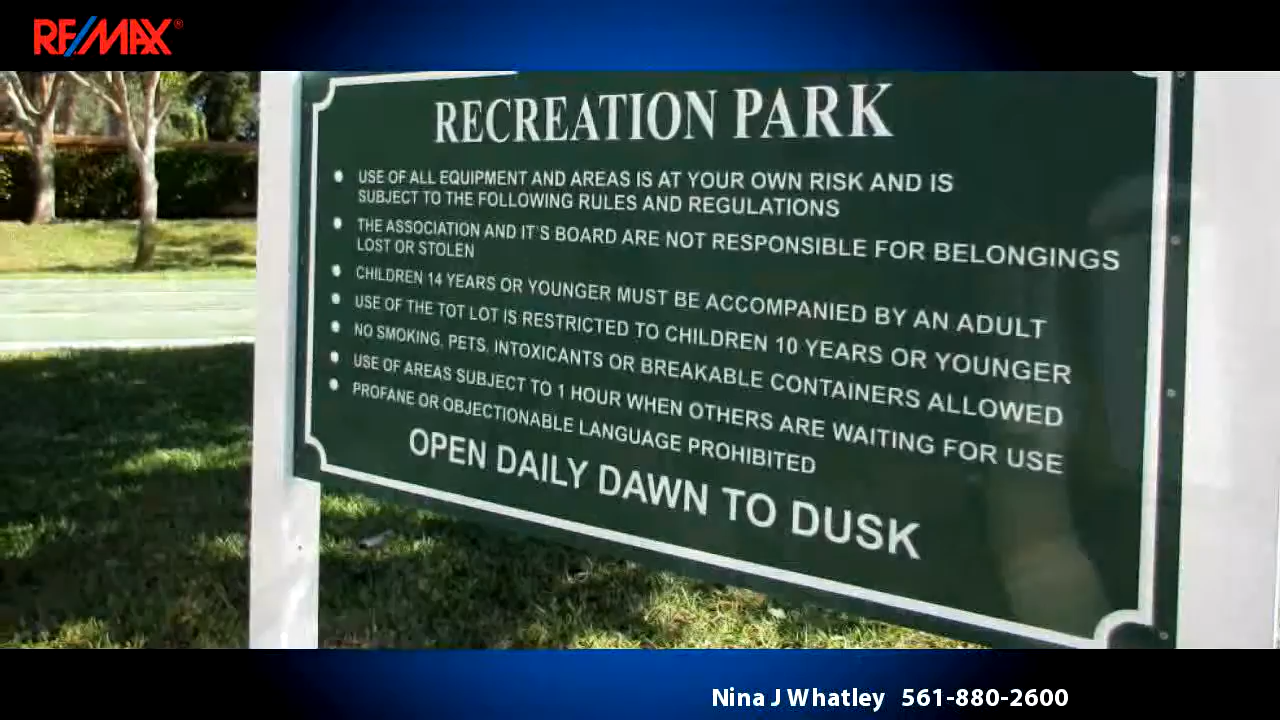 RE/MAX®
RECREATION PARK
USE OF ALL EQUIPMENT AND AREAS IS AT YOUR OWN RISK AND IS
SUBJECT TO THE FOLLOWING RULES AND REGULATIONS
THE ASSOCIATION AND IT'S BOARD ARE NOT RESPONSIBLE FOR BELONGINGS
LOST OR STOLEN
CHILDREN 14 YEARS OR YOUNGER MUST BE ACCOMPANIED BY AN ADULT
USE OF THE TOT LOT IS RESTRICTED TO CHILDREN 10 YEARS OR YOUNGER
NO SMOKING, PETS, INTOXICANTS OR BREAKABLE CONTAINERS ALLOWED
USE OF AREAS SUBJECT TO 1 HOUR WHEN OTHERS ARE WAITING FOR USE
PROFANE OR OBJECTIONABLE LANGUAGE PROHIBITED
OPEN DAILY DAWN TO DUSK
Nina J Whatley 561-880-2600